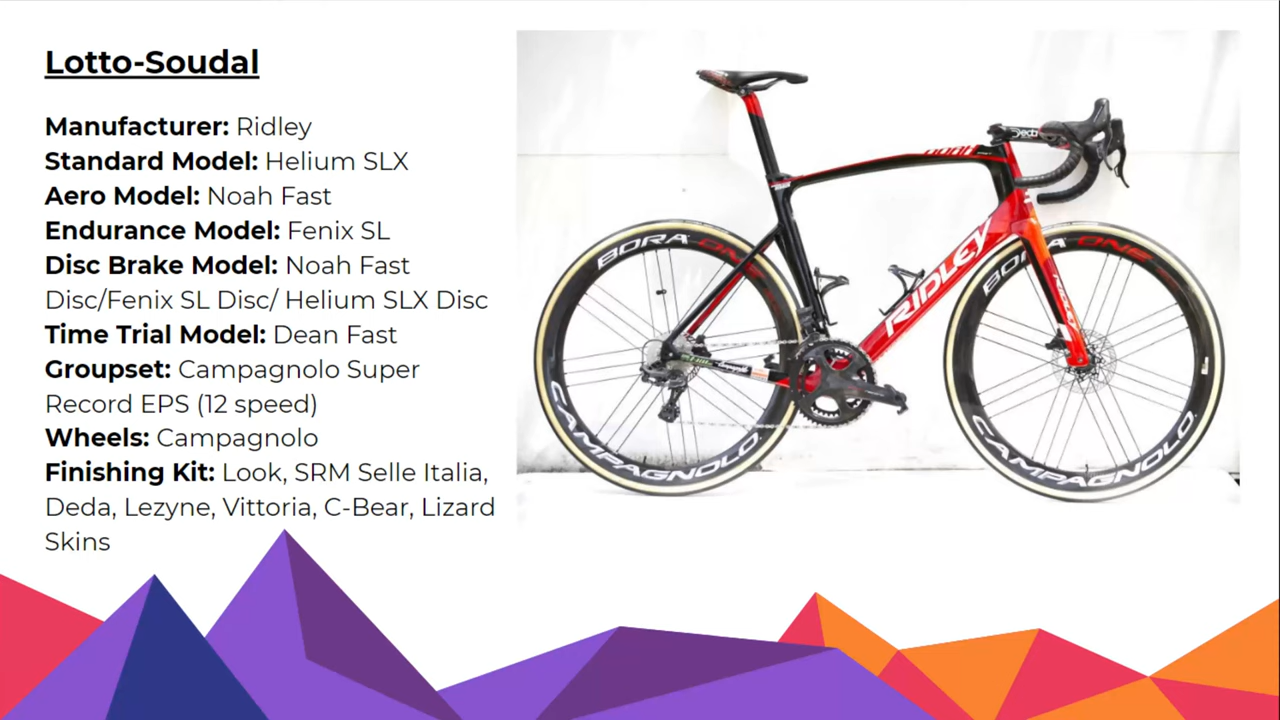 Lotto-Soudal
Manufacturer: Ridley
Standard Model: Helium SLX
Aero Model: Noah Fast
Endurance Model: Fenix SL
Disc Brake Model: Noah Fast
Disc/Fenix SL Disc/ Helium SLX Disc
Time Trial Model: Dean Fast
Groupset: Campagnolo Super
Record EPS (12 speed)
Wheels: Campagnolo
Finishing Kit: Look, SRM Selle Italia,
Deda, Lezyne, Vittoria, C-Bear, Lizard
Skins
Deda
RIDLEY
BORA ONE
CAMPAGNOLO
BORA ONE
CAMPAGNOLO